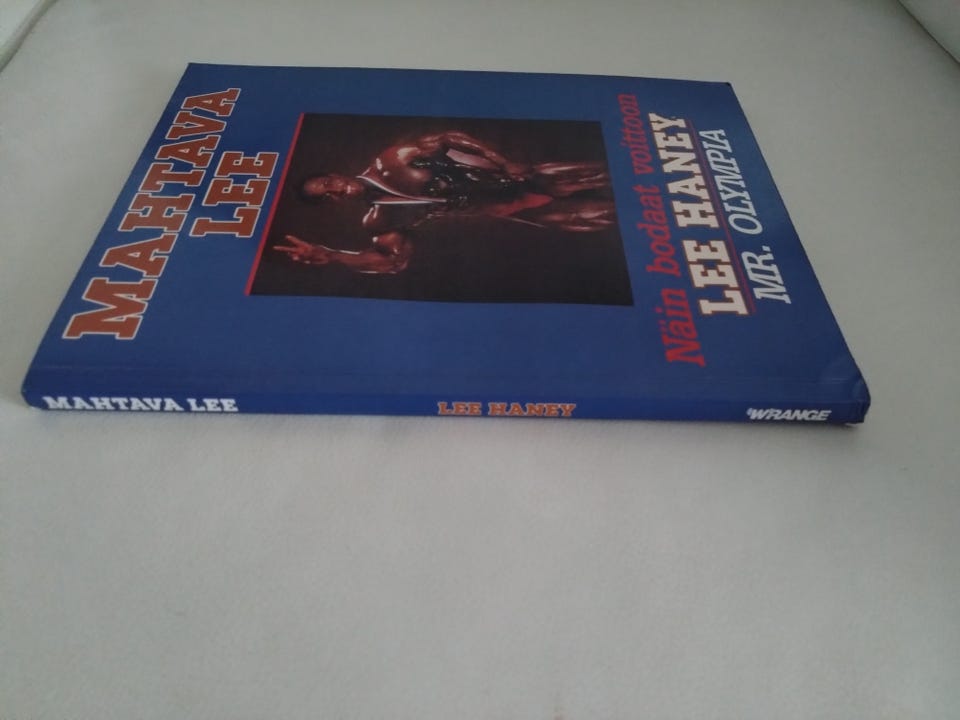 MAHTAVA
LEE
Näin bodaat voittoon
LEE HANEY
MR. OLYMPIA
MAHTAVA LEE
LEE HANEY
WRANGE